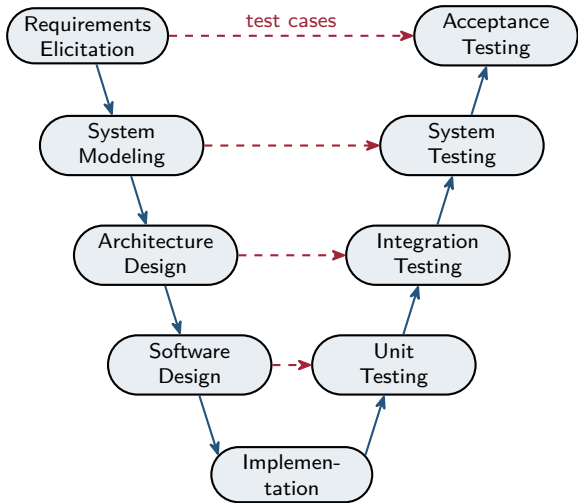 Requirements
Elicitation
test cases
Acceptance
Testing
System
Modeling
System
Testing
Architecture
Design
Integration
Testing
Software
Design
Unit
Testing
Implemen-
tation